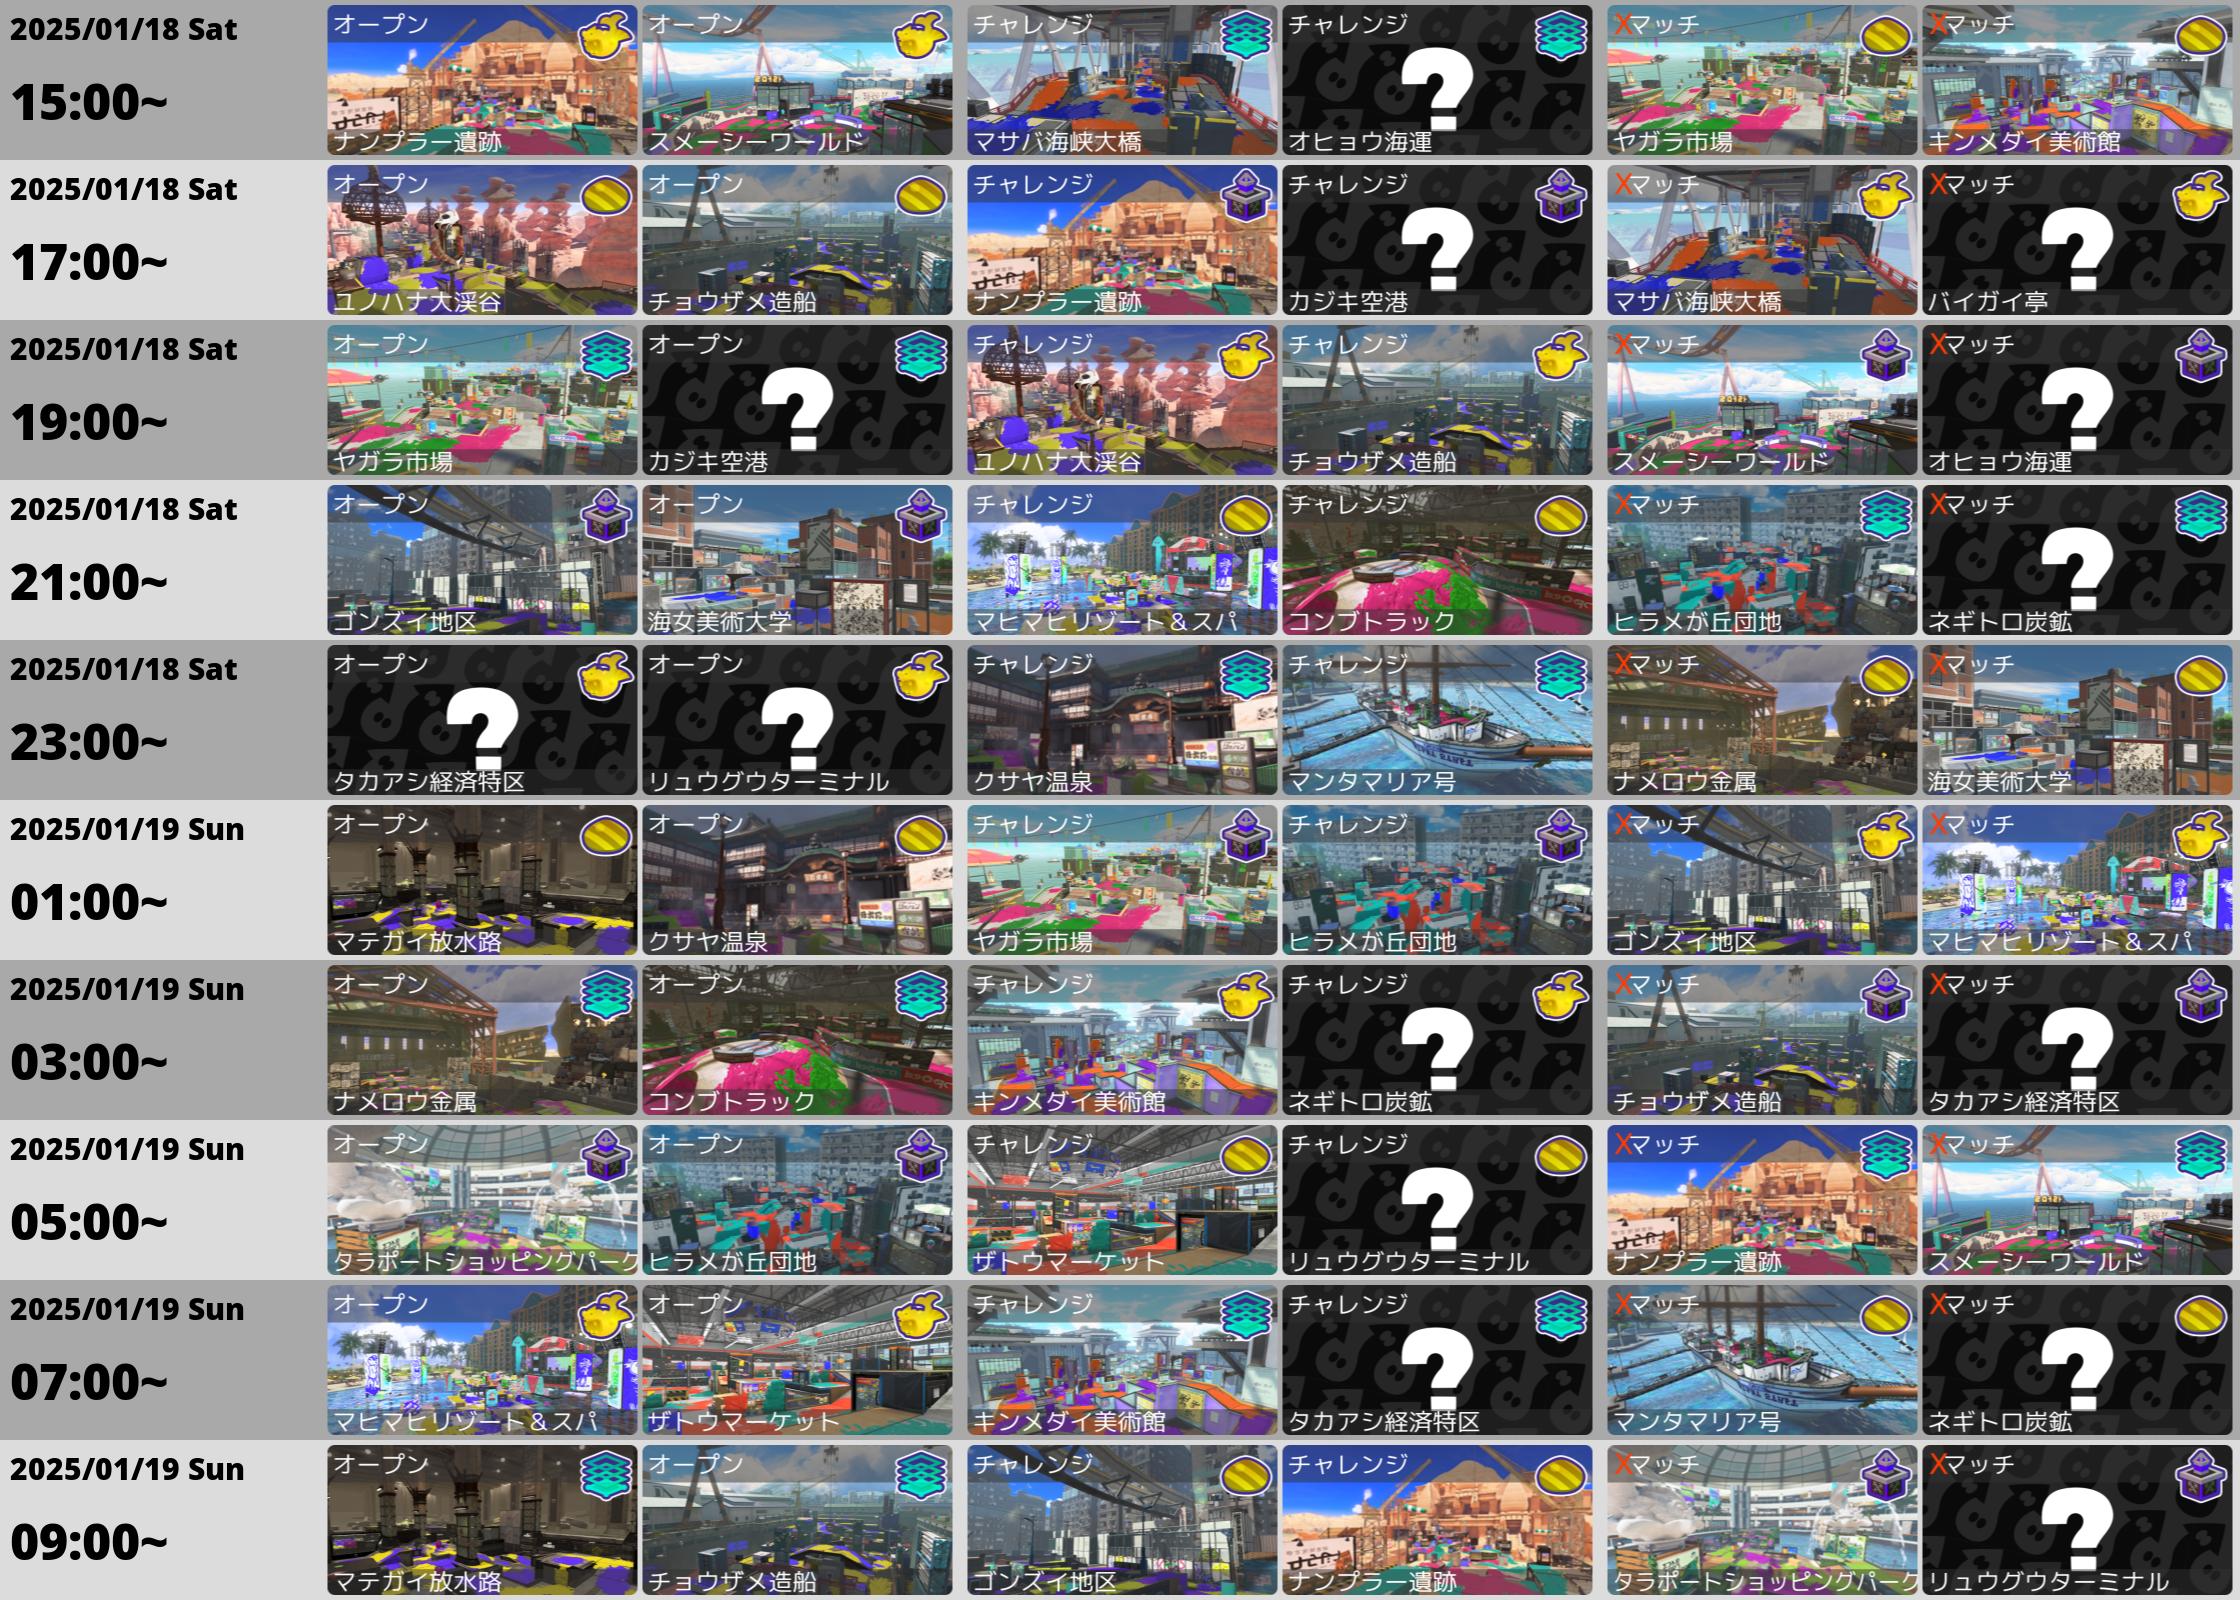 2025/01/18 Sat
15:00~
オープン
ナンプラー遺跡
オープン
スメーシーワールド
チャレンジ
マサバ海峡大橋
チャレンジ
オヒョウ海運
Xマッチ
ヤガラ市場
Xマッチ
キンメダイ美術館
2025/01/18 Sat
17:00~
オープン
ユノハナ大渓谷
オープン
チョウザメ造船
チャレンジ
ナンプラー遺跡
チャレンジ
カジキ空港
Xマッチ
マサバ海峡大橋
Xマッチ
バイガイ亭
2025/01/18 Sat
19:00~
オープン
ヤガラ市場
オープン
カジキ空港
チャレンジ
ユノハナ大渓谷
チャレンジ
チョウザメ造船
Xマッチ
スメーシーワールド
Xマッチ
オヒョウ海運
2025/01/18 Sat
21:00~
オープン
ゴンズイ地区
オープン
海女美術大学
チャレンジ
マヒマヒリゾート&スパ
チャレンジ
コンブトラック
Xマッチ
ヒラメが丘団地
Xマッチ
ネギトロ炭鉱
2025/01/18 Sat
23:00~
オープン
タカアシ経済特区
オープン
リュウグウターミナル
チャレンジ
クサヤ温泉
チャレンジ
マンタマリア号
Xマッチ
ナメロウ金属
Xマッチ
海女美術大学
2025/01/19 Sun
01:00~
オープン
マテガイ放水路
オープン
クサヤ温泉
チャレンジ
ヤガラ市場
チャレンジ
ヒラメが丘団地
Xマッチ
ゴンズイ地区
Xマッチ
マヒマヒリゾート&スパ
2025/01/19 Sun
03:00~
オープン
ナメロウ金属
オープン
コンブトラック
チャレンジ
キンメダイ美術館
チャレンジ
ネギトロ炭鉱
Xマッチ
チョウザメ造船
Xマッチ
タカアシ経済特区
2025/01/19 Sun
05:00~
オープン
タラポートショッピングパーク
オープン
ヒラメが丘団地
チャレンジ
ザトウマーケット
チャレンジ
リュウグウターミナル
Xマッチ
ナンプラー遺跡
Xマッチ
スメーシーワールド
2025/01/19 Sun
07:00~
オープン
マヒマヒリゾート&スパ
オープン
ザトウマーケット
チャレンジ
キンメダイ美術館
チャレンジ
タカアシ経済特区
Xマッチ
マンタマリア号
Xマッチ
ネギトロ炭鉱
2025/01/19 Sun
09:00~
オープン
マテガイ放水路
オープン
チョウザメ造船
チャレンジ
ゴンズイ地区
チャレンジ
ナンプラー遺跡
Xマッチ
タラポートショッピングパーク
Xマッチ
リュウグウターミナル